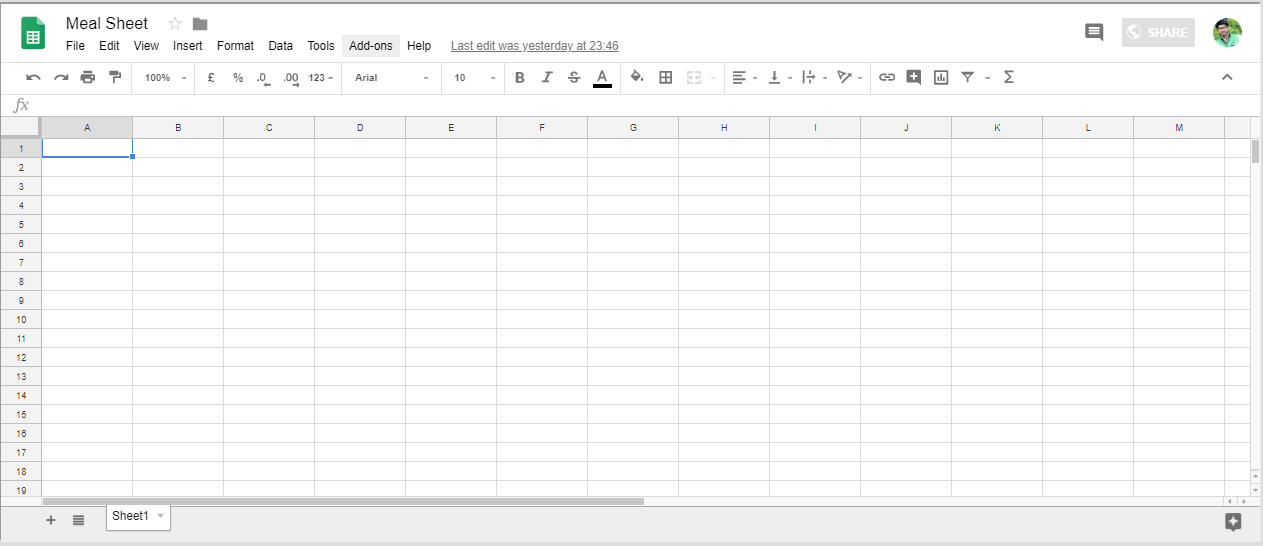 Meal Sheet
File Edit View Insert Format Data Tools Add-ons Help Last edit was yesterday at 23:46
SHARE
100% £ % .0 .00 123 Arial 10 B I S A Σ
fx
A B C D E F G H I J K L M
1
2
3
4
5
6
7
8
9
10
11
12
13
14
15
16
17
18
19
+ Sheet1